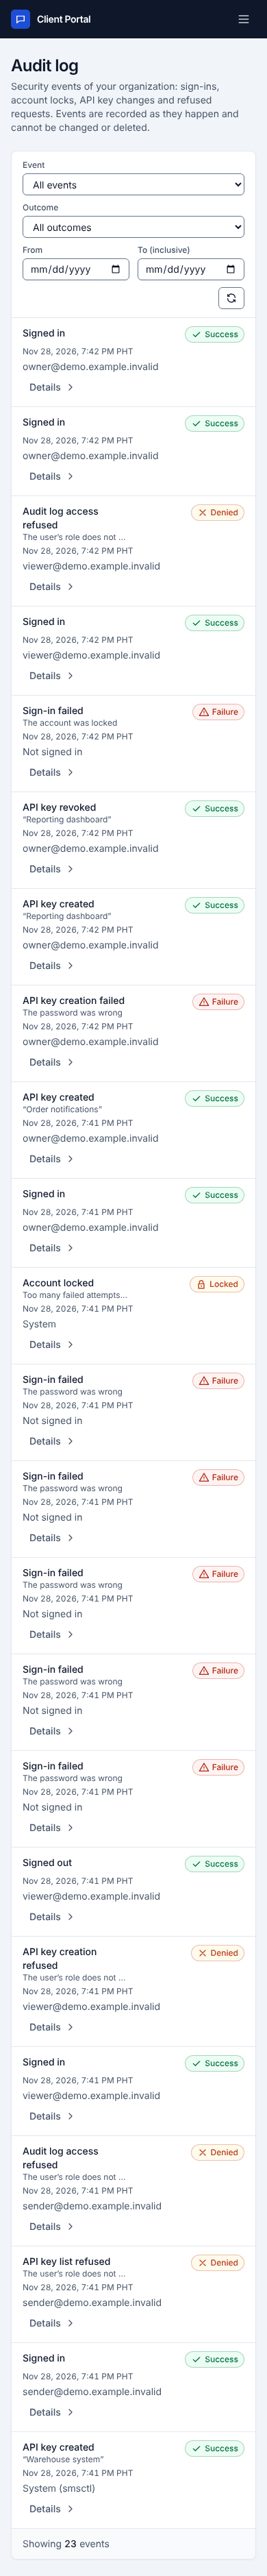 Client Portal
Audit log
Security events of your organization: sign-ins,
account locks, API key changes and refused
requests. Events are recorded as they happen and
cannot be changed or deleted.
Event
All events
Outcome
All outcomes
From
To (inclusive)
mm/dd/yyyy
mm/dd/yyyy
Signed in
Success
Nov 28, 2026, 7:42 PM PHT
owner@demo.example.invalid
Details
Signed in
Success
Nov 28, 2026, 7:42 PM PHT
owner@demo.example.invalid
Details
Audit log access
refused
Denied
The user's role does not ...
Nov 28, 2026, 7:42 PM PHT
viewer@demo.example.invalid
Details
Signed in
Success
Nov 28, 2026, 7:42 PM PHT
viewer@demo.example.invalid
Details
Sign-in failed
Failure
The account was locked
Nov 28, 2026, 7:42 PM PHT
Not signed in
Details
API key revoked
Success
“Reporting dashboard”
Nov 28, 2026, 7:42 PM PHT
owner@demo.example.invalid
Details
API key created
Success
“Reporting dashboard”
Nov 28, 2026, 7:42 PM PHT
owner@demo.example.invalid
Details
API key creation failed
Failure
The password was wrong
Nov 28, 2026, 7:42 PM PHT
owner@demo.example.invalid
Details
API key created
Success
“Order notifications”
Nov 28, 2026, 7:41 PM PHT
owner@demo.example.invalid
Details
Signed in
Success
Nov 28, 2026, 7:41 PM PHT
owner@demo.example.invalid
Details
Account locked
Locked
Too many failed attempts...
Nov 28, 2026, 7:41 PM PHT
System
Details
Sign-in failed
Failure
The password was wrong
Nov 28, 2026, 7:41 PM PHT
Not signed in
Details
Sign-in failed
Failure
The password was wrong
Nov 28, 2026, 7:41 PM PHT
Not signed in
Details
Sign-in failed
Failure
The password was wrong
Nov 28, 2026, 7:41 PM PHT
Not signed in
Details
Sign-in failed
Failure
The password was wrong
Nov 28, 2026, 7:41 PM PHT
Not signed in
Details
Sign-in failed
Failure
The password was wrong
Nov 28, 2026, 7:41 PM PHT
Not signed in
Details
Signed out
Success
Nov 28, 2026, 7:41 PM PHT
viewer@demo.example.invalid
Details
API key creation
refused
Denied
The user's role does not ...
Nov 28, 2026, 7:41 PM PHT
viewer@demo.example.invalid
Details
Signed in
Success
Nov 28, 2026, 7:41 PM PHT
viewer@demo.example.invalid
Details
Audit log access
refused
Denied
The user's role does not ...
Nov 28, 2026, 7:41 PM PHT
sender@demo.example.invalid
Details
API key list refused
Denied
The user's role does not ...
Nov 28, 2026, 7:41 PM PHT
sender@demo.example.invalid
Details
Signed in
Success
Nov 28, 2026, 7:41 PM PHT
sender@demo.example.invalid
Details
API key created
Success
“Warehouse system”
Nov 28, 2026, 7:41 PM PHT
System (smsctl)
Details
Showing 23 events